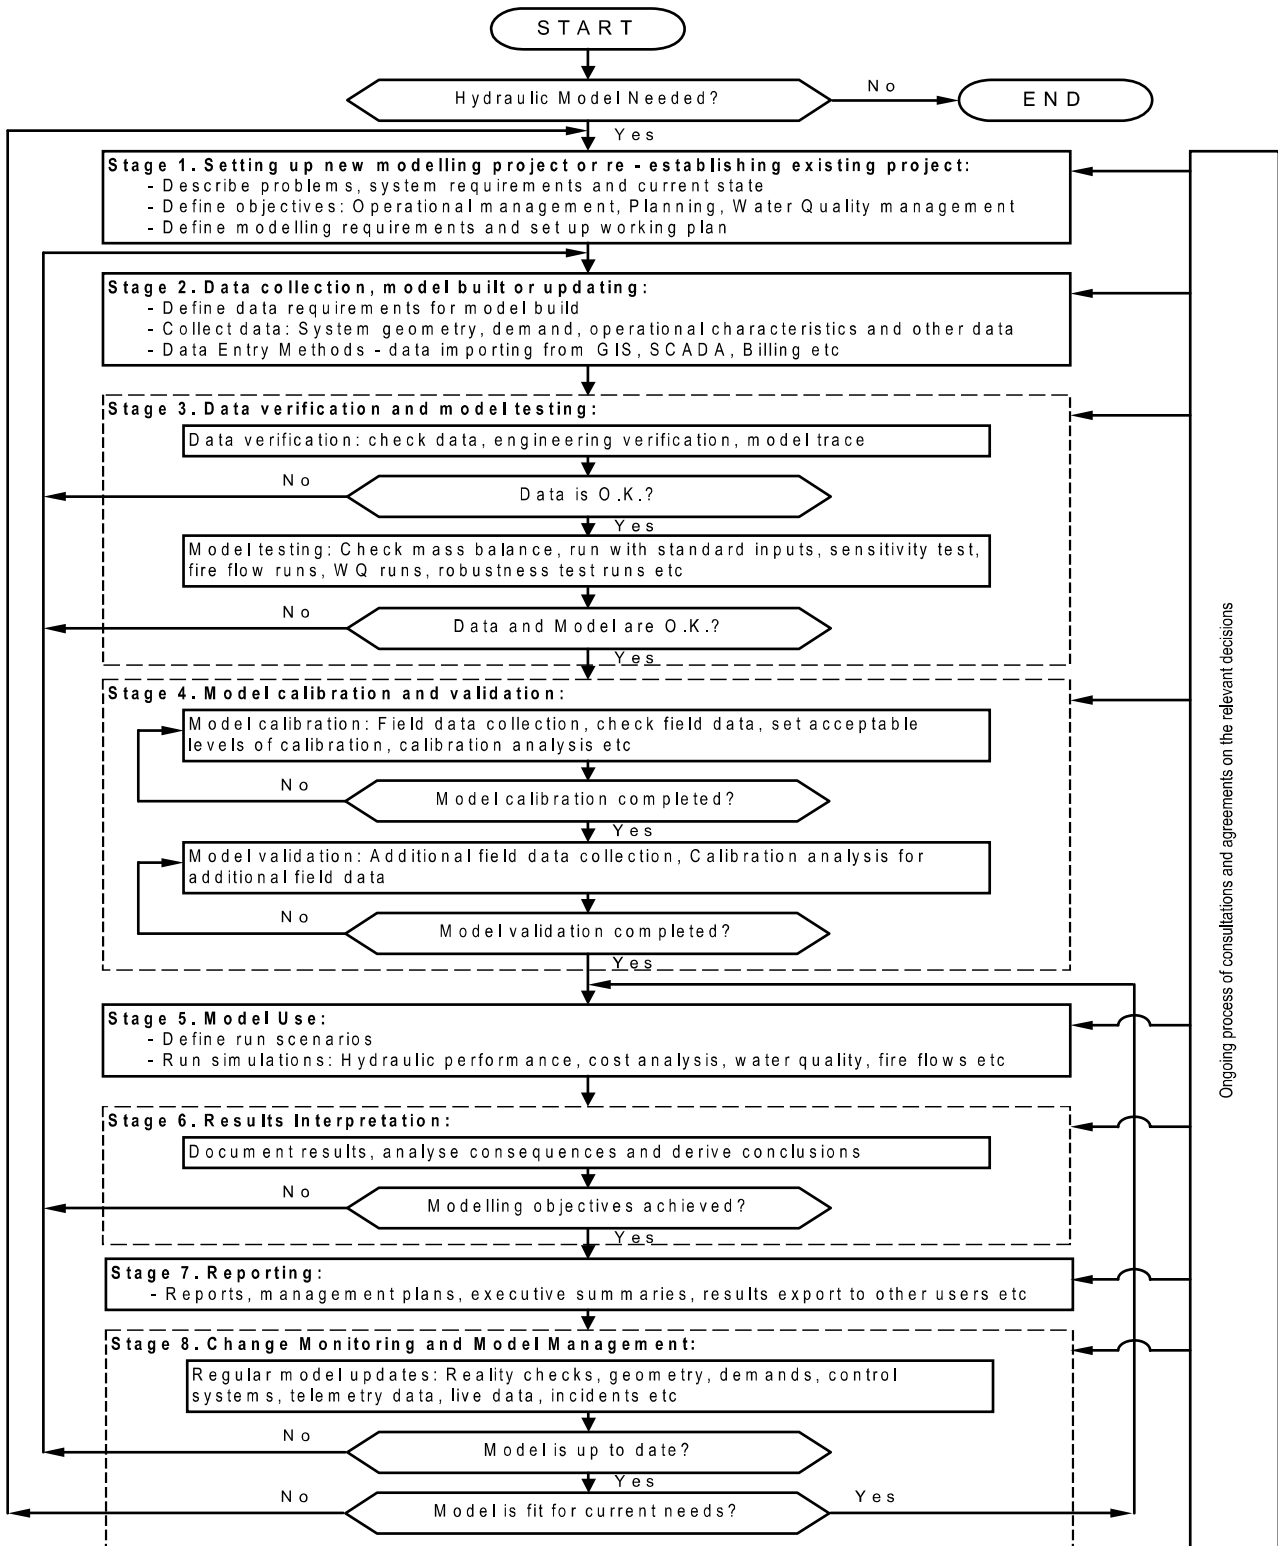 START
Hydraulic Model Needed?
No
END
Yes
Stage 1. Setting up new modelling project or re - establishing existing project:
- Describe problems, system requirements and current state
- Define objectives: Operational management, Planning, Water Quality management
- Define modelling requirements and set up working plan
Stage 2. Data collection, model built or updating:
- Define data requirements for model build
- Collect data: System geometry, demand, operational characteristics and other data
- Data Entry Methods - data importing from GIS, SCADA, Billing etc
Stage 3. Data verification and model testing:
Data verification: check data, engineering verification, model trace
No
Data is O.K.?
Yes
Model testing: Check mass balance, run with standard inputs, sensitivity test,
fire flow runs, WQ runs, robustness test runs etc
No
Data and Model are O.K.?
Yes
Stage 4. Model calibration and validation:
Model calibration: Field data collection, check field data, set acceptable
levels of calibration, calibration analysis etc
No
Model calibration completed?
Yes
Model validation: Additional field data collection, Calibration analysis for
additional field data
No
Model validation completed?
Yes
Stage 5. Model Use:
- Define run scenarios
- Run simulations: Hydraulic performance, cost analysis, water quality, fire flows etc
Stage 6. Results Interpretation:
Document results, analyse consequences and derive conclusions
No
Modelling objectives achieved?
Yes
Stage 7. Reporting:
- Reports, management plans, executive summaries, results export to other users etc
Stage 8. Change Monitoring and Model Management:
Regular model updates: Reality checks, geometry, demands, control
systems, telemetry data, live data, incidents etc
No
Model is up to date?
Yes
No
Model is fit for current needs?
Yes
Ongoing process of consultations and agreements on the relevant decisions